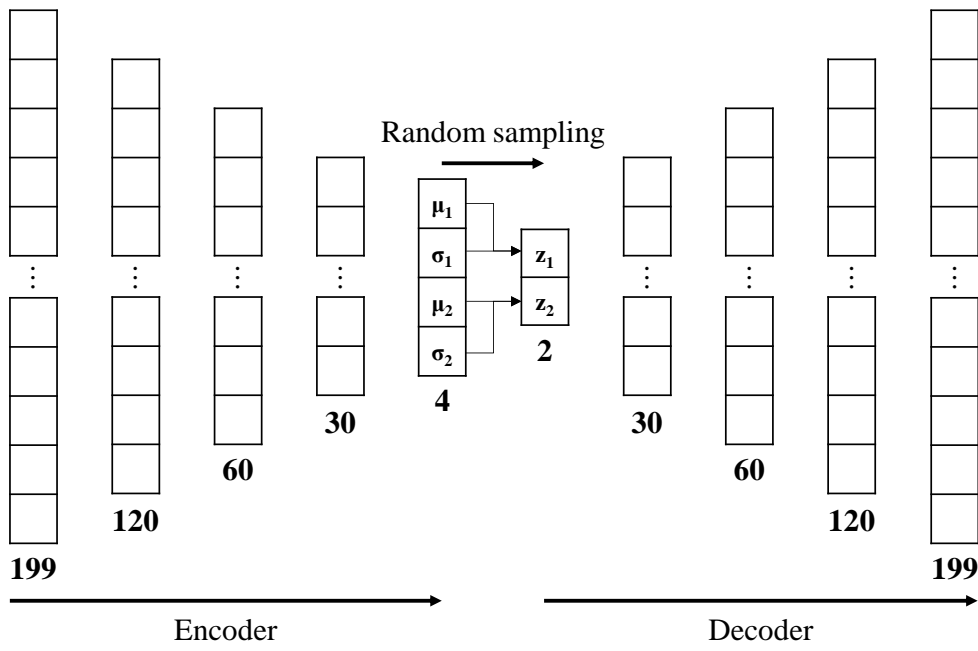 Random sampling
μ1
σ1
μ2
σ2
z1
z2
⋮
⋮
⋮
⋮
⋮
⋮
⋮
⋮
199
120
60
30
4
2
30
60
120
199
Encoder
Decoder